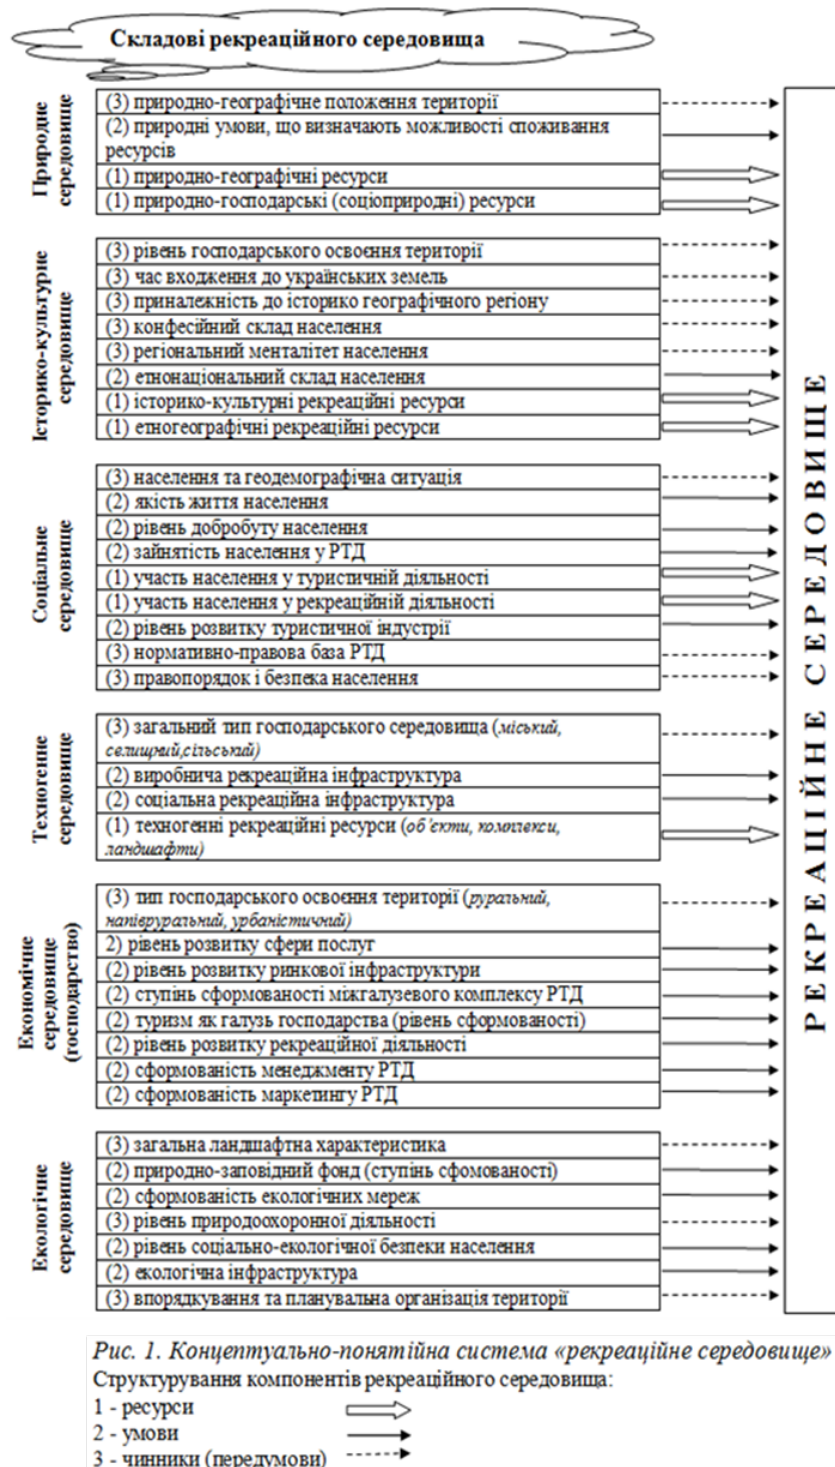 Складові рекреаційного середовища
Природне
середовище
(3) природно-географічне положення території
(2) природні умови, що визначають можливості споживання
ресурсів
(1) природно-географічні ресурси
(1) природно-господарські (соціоприродні) ресурси
Історико-культурне
середовище
(3) рівень господарського освоєння території
(3) час входження до українських земель
(3) приналежність до історико географічного регіону
(3) конфесійний склад населення
(3) регіональний менталітет населення
(2) етнонаціональний склад населення
(1) історико-культурні рекреаційні ресурси
(1) етногеографічні рекреаційні ресурси
Соціальне
середовище
(3) населення та геодемографічна ситуація
(2) якість життя населення
(2) рівень добробуту населення
(2) зайнятість населення у РТД
(1) участь населення у туристичній діяльності
(1) участь населення у рекреаційній діяльності
(2) рівень розвитку туристичної індустрії
(3) нормативно-правова база РТД
(3) правопорядок і безпека населення
Техногенне
середовище
(3) загальний тип господарського середовища (міський,
селищний,сільський)
(2) виробнича рекреаційна інфраструктура
(2) соціальна рекреаційна інфраструктура
(1) техногенні рекреаційні ресурси (об’єкти, комплекси,
ландшафти)
Економічне
середовище
(господарство)
(3) тип господарського освоєння території (руральний,
напівруральний, урбаністичний)
2) рівень розвитку сфери послуг
(2) рівень розвитку ринкової інфраструктури
(2) ступінь сформованості міжгалузевого комплексу РТД
(2) туризм як галузь господарства (рівень сформованості)
(2) рівень розвитку рекреаційної діяльності
(2) сформованість менеджменту РТД
(2) сформованість маркетингу РТД
Екологічне
середовище
(3) загальна ландшафтна характеристика
(2) природно-заповідний фонд (ступінь сфомованості)
(2) сформованість екологічних мереж
(3) рівень природоохоронної діяльності
(2) рівень соціально-екологічної безпеки населення
(2) екологічна інфраструктура
(3) впорядкування та планувальна організація території
РЕКРЕАЦІЙНЕ СЕРЕДОВИЩЕ
Рис. 1. Концептуально-понятійна система «рекреаційне середовище»
Структурування компонентів рекреаційного середовища:
1 - ресурси
2 - умови
3 - чинники (передумови)